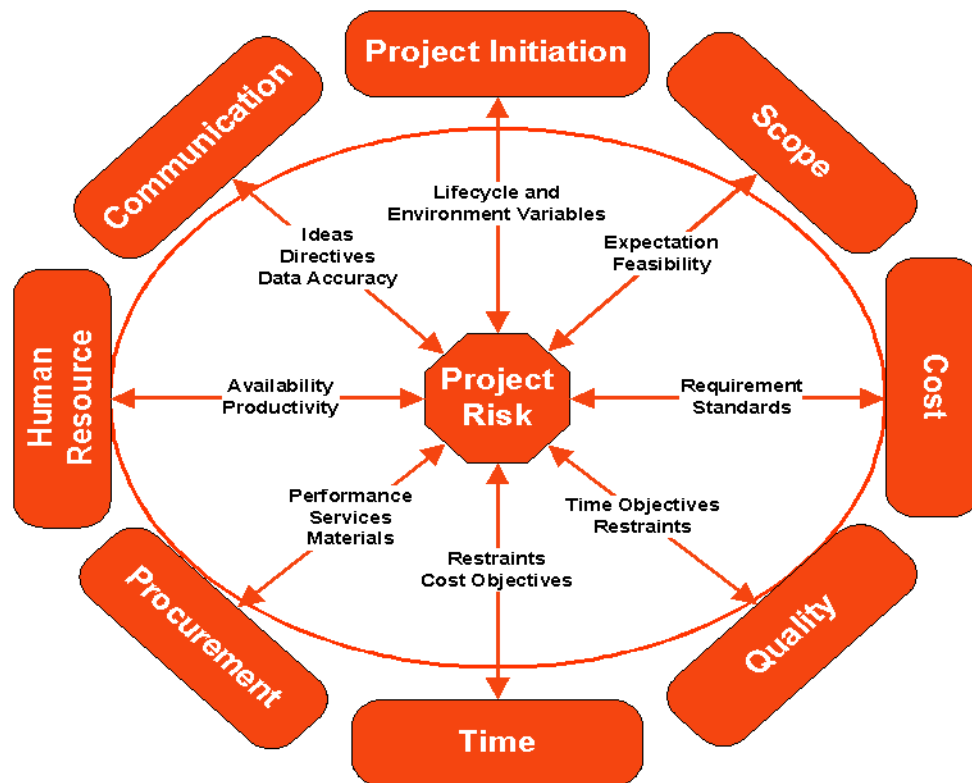 Project Initiation
Communication
Scope
Lifecycle and
Environment Variables
Ideas
Directives
Data Accuracy
Expectation
Feasibility
Human
Resource
Availability
Productivity
Project
Risk
Requirement
Standards
Cost
Performance
Services
Materials
Time Objectives
Restraints
Restraints
Cost Objectives
Procurement
Quality
Time